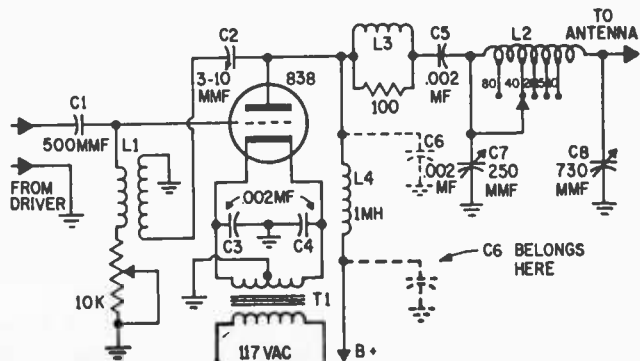 TO
ANTENNA
L2
C5
L3
C2
3-10
MMF
838
100
.002
MF
80
40
C1
500MMF
L1
FROM
DRIVER
.002MF
C3
C4
C6
.002
MF
C7
250
MMF
C8
730
MMF
L4
1MH
10K
T1
C6 BELONGS
HERE
117 VAC
B+